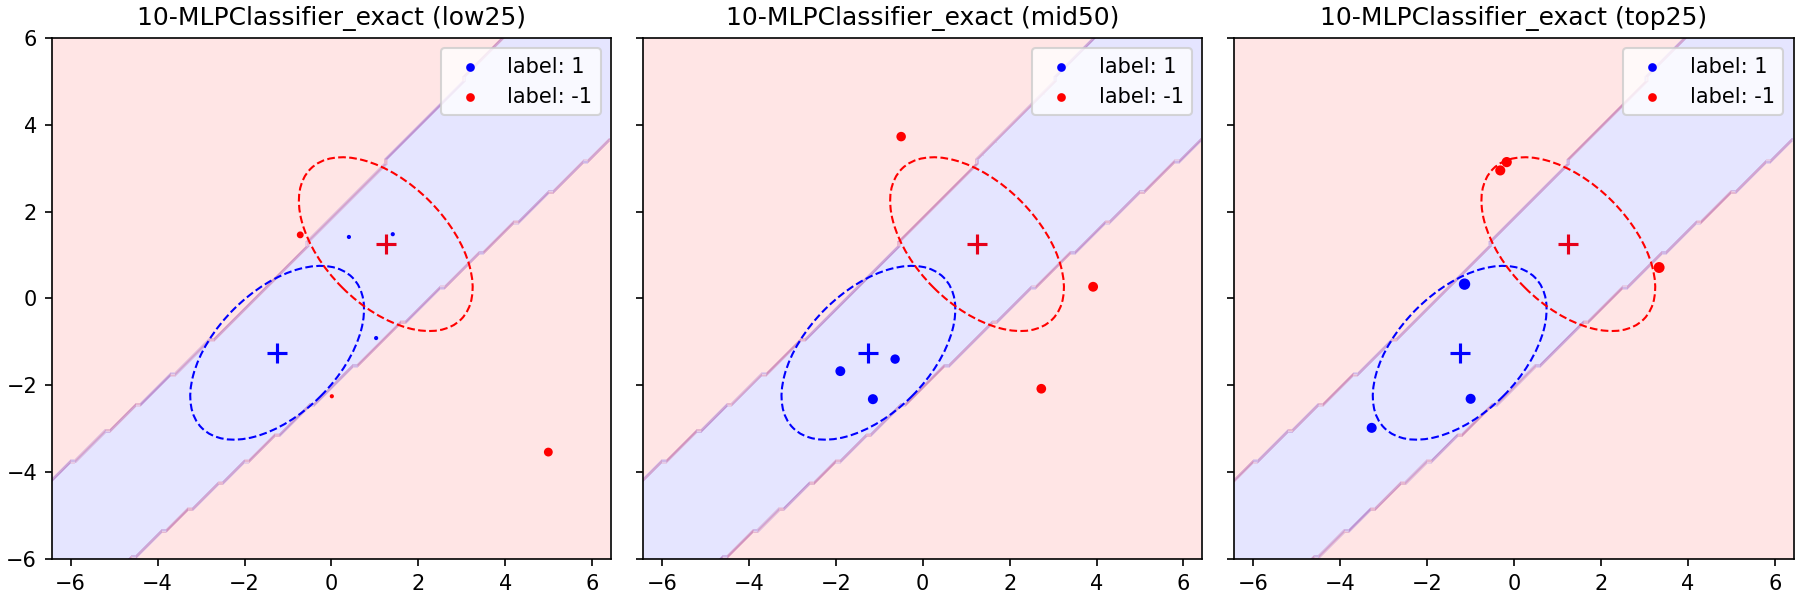 10-MLPClassifier_exact (low25)
10-MLPClassifier_exact (mid50)
10-MLPClassifier_exact (top25)
label: 1
label: -1
label: 1
label: -1
label: 1
label: -1
6
4
2
0
−2
−4
−6
−6 −4 −2 0 2 4 6
−6 −4 −2 0 2 4 6
−6 −4 −2 0 2 4 6